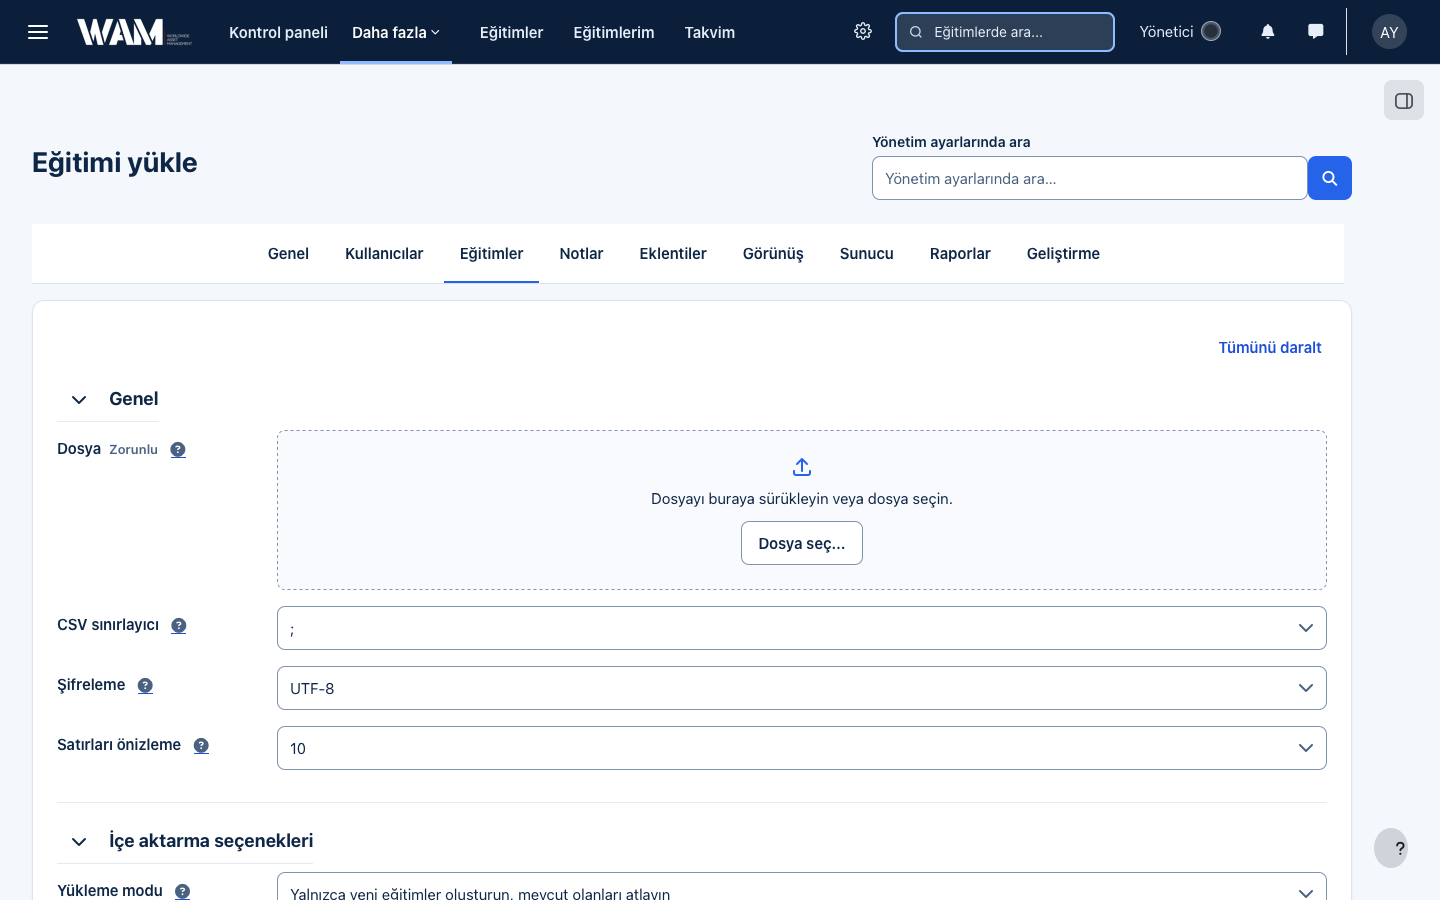 WAM
WORLDWIDE
ASSET
MANAGEMENT
Kontrol paneli
Daha fazla
Eğitimler
Eğitimlerim
Takvim
Eğitimlerde ara...
Yönetici
AY
Eğitimi yükle
Yönetim ayarlarında ara
Yönetim ayarlarında ara...
Genel
Kullanıcılar
Eğitimler
Notlar
Eklentiler
Görünüş
Sunucu
Raporlar
Geliştirme
Tümünü daralt
Genel
Dosya Zorunlu ?
Dosyayı buraya sürükleyin veya dosya seçin.
Dosya seç...
CSV sınırlayıcı ?
;
Şifreleme ?
UTF-8
Satırları önizleme ?
10
İçe aktarma seçenekleri
Yükleme modu ?
Yalnızca yeni eğitimler oluşturun, mevcut olanları atlayın
?